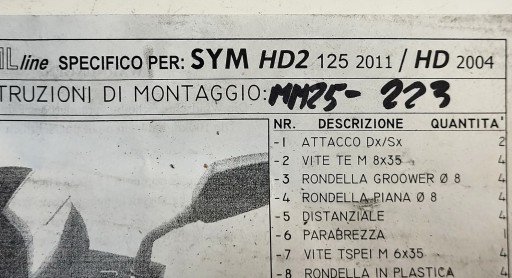 line SPECIFICO PER: SYM HD2 125 2011 / HD 2004
TRUZIONI DI MONTAGGIO: MM25- 223
NR. DESCRIZIONE QUANTITA'
-1 ATTACCO Dx/Sx 2
-2 VITE TE M 8x35 4
-3 RONDELLA GROOWER Ø 8 4
-4 RONDELLA PIANA Ø 8 4
-5 DISTANZIALE 4
-6 PARABREZZA 1
-7 VITE TSPEI M 6x35 4
-8 RONDELLA IN PLASTICA 4